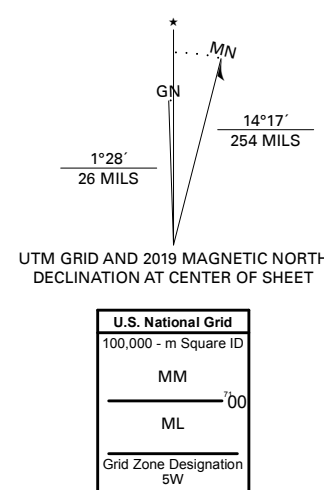 ★
MN
GN
14°17´
254 MILS
1°28´
26 MILS
UTM GRID AND 2019 MAGNETIC NORTH
DECLINATION AT CENTER OF SHEET
U.S. National Grid
100,000 - m Square ID
MM
7100
ML
Grid Zone Designation
5W